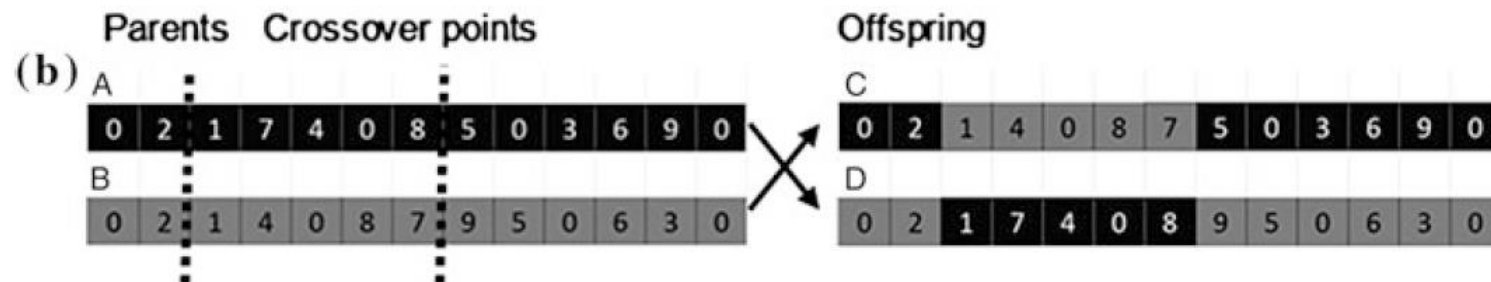 Parents Crossover points Offspring
(b) A C
0 2 1 7 4 0 8 5 0 3 6 9 0 0 2 1 4 0 8 7 5 0 3 6 9 0
B D
0 2 1 4 0 8 7 9 5 0 6 3 0 0 2 1 7 4 0 8 9 5 0 6 3 0